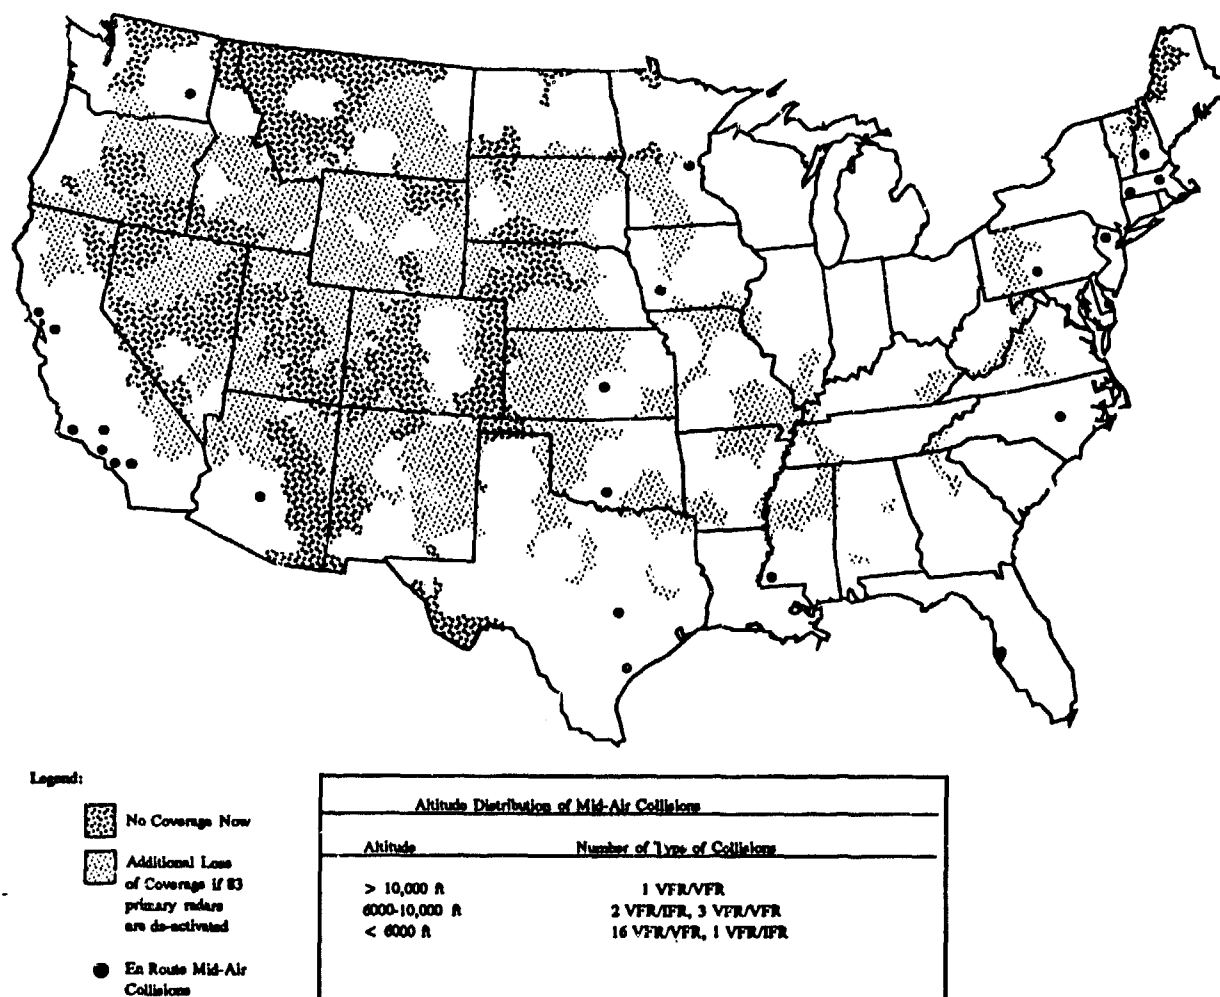 Legend:
No Coverage Now
Additional Loss
of Coverage if 83
primary radars
are de-activated
En Route Mid-Air
Collisions
Altitude Distribution of Mid-Air Collisions
Altitude Number of Type of Collisions
> 10,000 ft 1 VFR/VFR
6000-10,000 ft 2 VFR/IFR, 3 VFR/VFR
< 6000 ft 16 VFR/VFR, 1 VFR/IFR